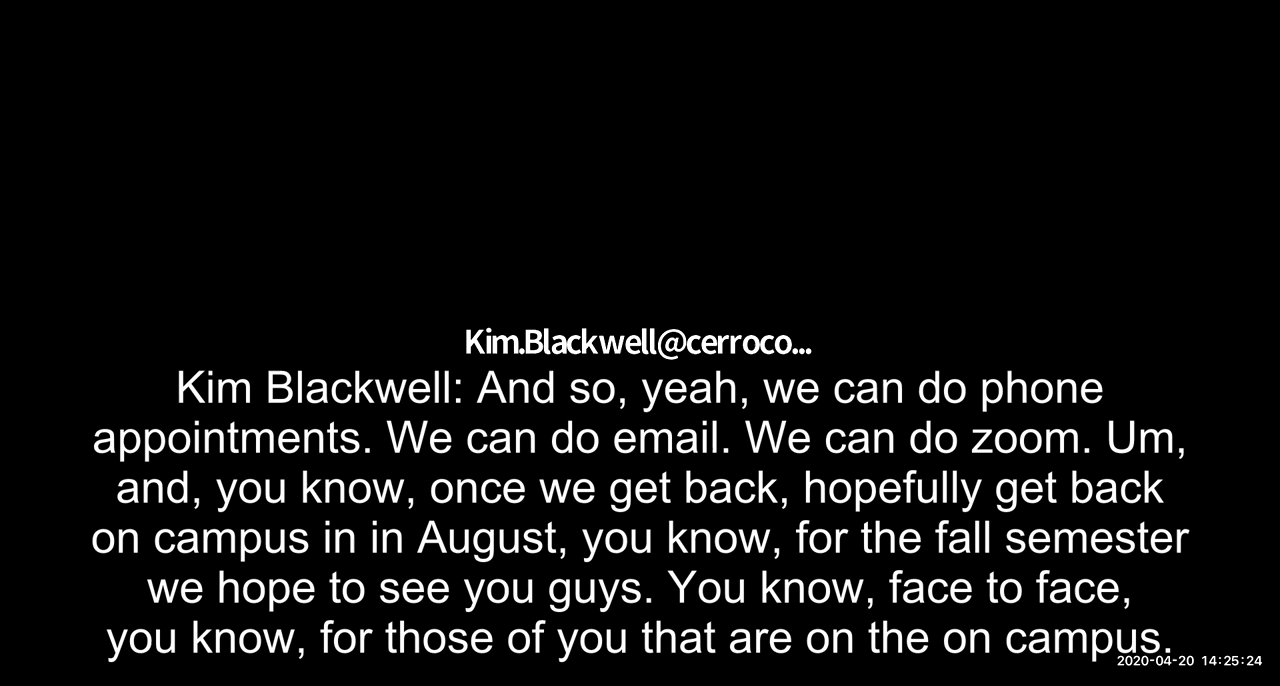 Kim.Blackwell@cerroco...
Kim Blackwell: And so, yeah, we can do phone
appointments. We can do email. We can do zoom. Um,
and, you know, once we get back, hopefully get back
on campus in in August, you know, for the fall semester
we hope to see you guys. You know, face to face,
you know, for those of you that are on the on campus.
2020-04-20 14:25:24